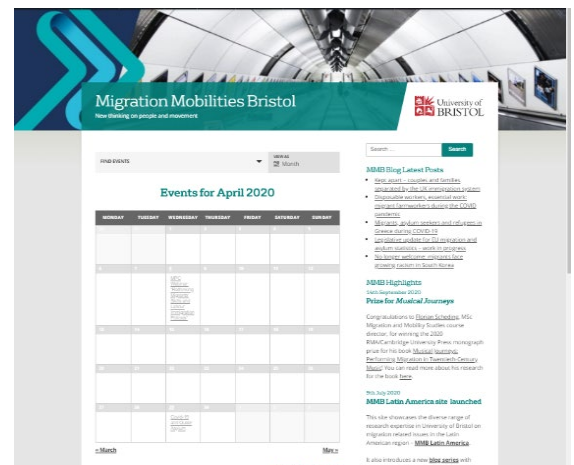 Migration Mobilities Bristol
New thinking on people and movement
University of
BRISTOL
FIND EVENTS
VIEW AS
March
Events for April 2020
MONDAY TUESDAY WEDNESDAY THURSDAY FRIDAY SATURDAY SUNDAY
« March
May »
Search ...
Search
MMB Blog Latest Posts
Kept apart – couples and families
separated by the UK immigration system
Disposable workers, essential work:
migrant farmworkers during the COVID
pandemic
Migrants, asylum seekers and refugees in
Greece during COVID-19
Legislative update for EU migration and
asylum statistics – work in progress
No longer welcome: migrants face
growing racism in South Korea
MMB Highlights
September 2020
Prize for Musical Journeys
Congratulations to Florian Scheding, MSc
Migration and Mobility Studies course
director, for winning the 2020
RMA/Cambridge University Press monograph
prize for his book Musical Journeys:
Performing Migration in Twentieth-Century
Music! You can read more about his research
for the book here.
9th July 2020
MMB Latin America site launched
This site showcases the diverse range of
research expertise in University of Bristol on
migration related issues in the Latin
American region – MMB Latin America.
It also introduces a new blog series with